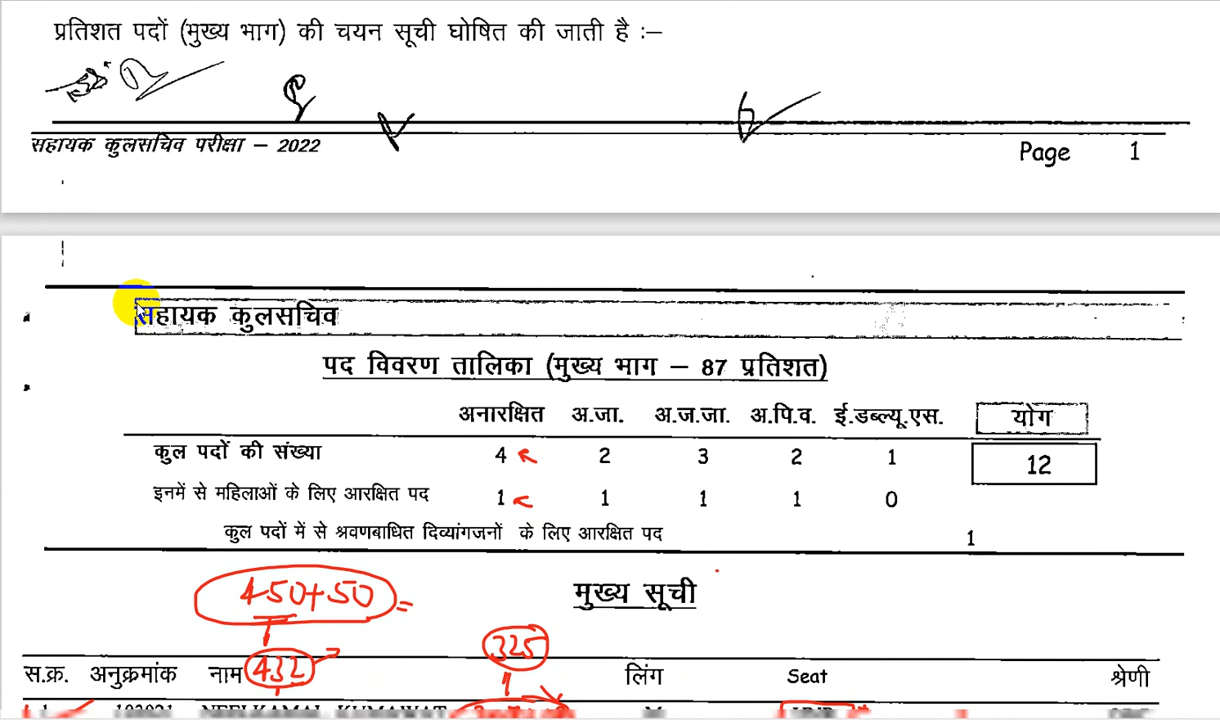 प्रतिशत पदों (मुख्य भाग) की चयन सूची घोषित की जाती है :–
सहायक कुलसचिव परीक्षा – 2022
Page 1
सहायक कुलसचिव
पद विवरण तालिका (मुख्य भाग – 87 प्रतिशत)
अनारक्षित अ.जा. अ.ज.जा. अ.पि.व. ई.डब्ल्यू.एस. योग
कुल पदों की संख्या 4 2 3 2 1 12
इनमें से महिलाओं के लिए आरक्षित पद 1 1 1 1 0
कुल पदों में से श्रवणबाधित दिव्यांगजनों के लिए आरक्षित पद 1
450+50 =
मुख्य सूची
325
432
स.क्र. अनुक्रमांक नाम लिंग Seat श्रेणी